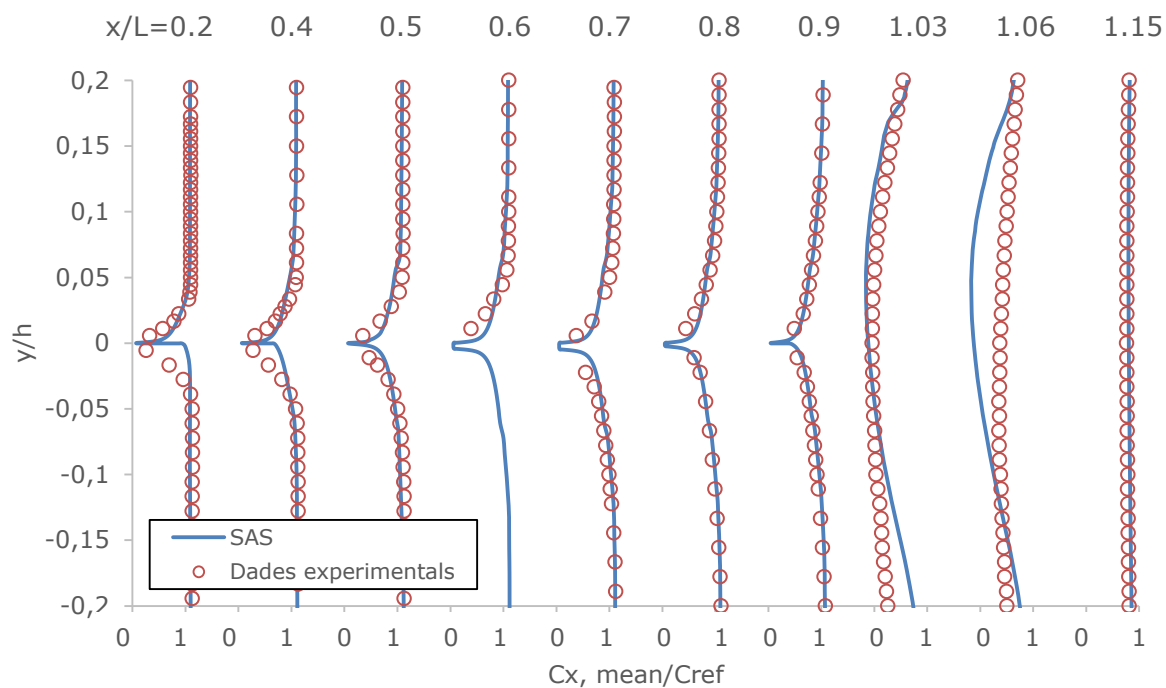 x/L=0.2 0.4 0.5 0.6 0.7 0.8 0.9 1.03 1.06 1.15
0,2
0,15
0,1
0,05
0
-0,05
-0,1
-0,15
-0,2
y/h
SAS
Dades experimentals
0 1 0 1 0 1 0 1 0 1 0 1 0 1 0 1 0 1 0 1
Cx, mean/Cref